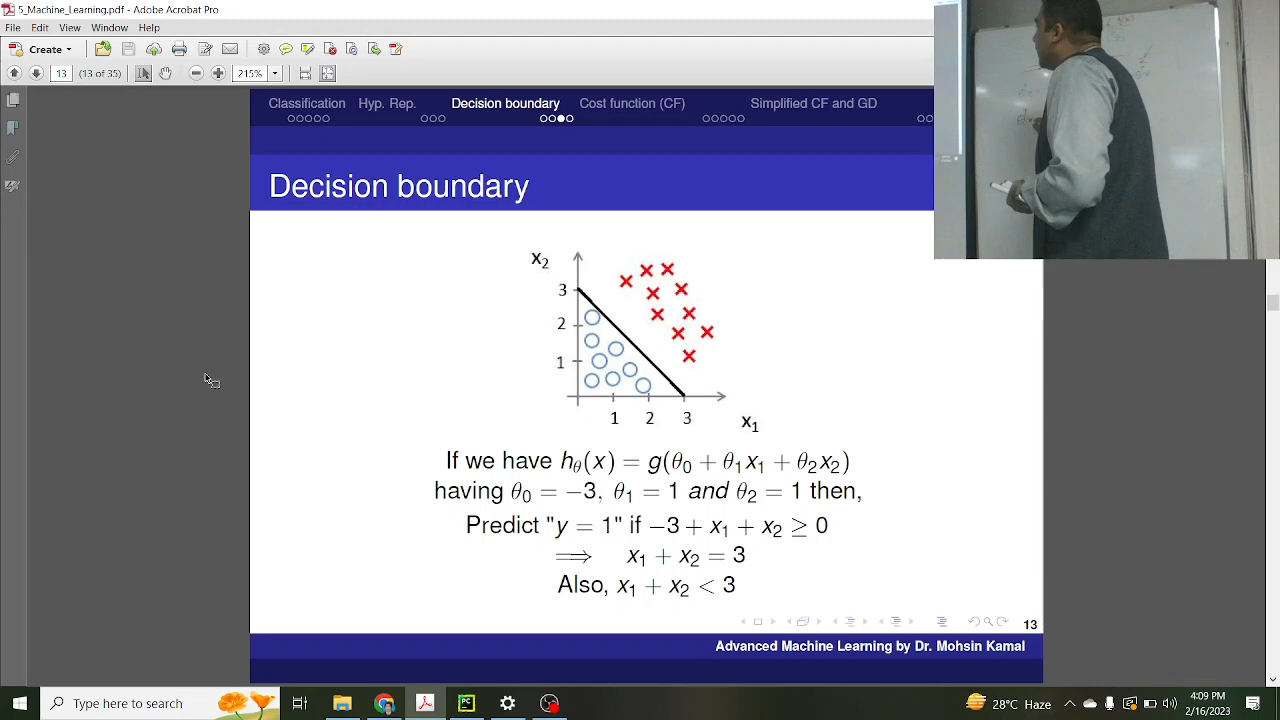 5_Machine_Learning.pdf - Adobe Acrobat Pro
File Edit View Window Help
Create
13 (13 of 35) 215%
Classification Hyp. Rep. Decision boundary Cost function (CF) Simplified CF and GD
Decision boundary
x₂
3
2
1
1 2 3
x₁
If we have hθ(x) = g(θ₀ + θ₁x₁ + θ₂x₂)
having θ₀ = −3, θ₁ = 1 and θ₂ = 1 then,
Predict "y = 1" if −3 + x₁ + x₂ ≥ 0
⟹ x₁ + x₂ = 3
Also, x₁ + x₂ < 3
13
Advanced Machine Learning by Dr. Mohsin Kamal
Type here to search
PC
28°C Haze
4:09 PM
2/16/2023